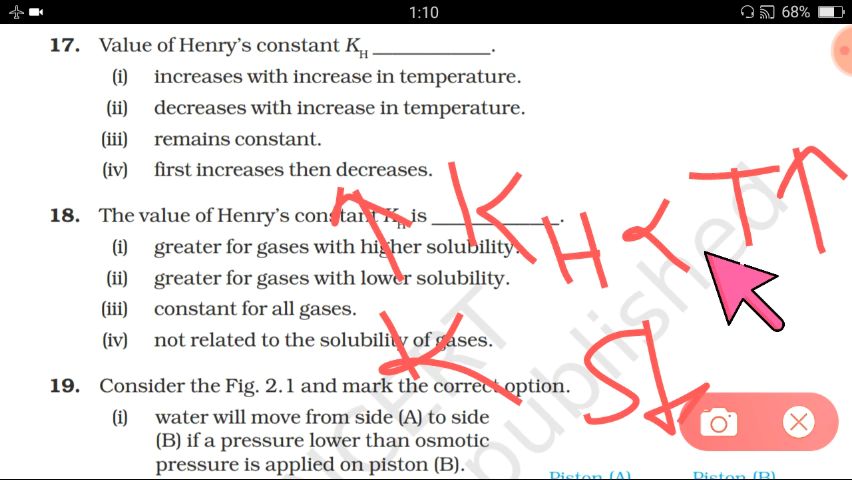 1:10
68%
17. Value of Henry's constant K_H ____________.
(i) increases with increase in temperature.
(ii) decreases with increase in temperature.
(iii) remains constant.
(iv) first increases then decreases.
18. The value of Henry's constant K_H is ____________.
(i) greater for gases with higher solubility.
(ii) greater for gases with lower solubility.
(iii) constant for all gases.
(iv) not related to the solubility of gases.
↑ K_H ∝ T↑
S↓
19. Consider the Fig. 2.1 and mark the correct option.
(i) water will move from side (A) to side
(B) if a pressure lower than osmotic
pressure is applied on piston (B).
Piston (A) Piston (B)
NCERT
published